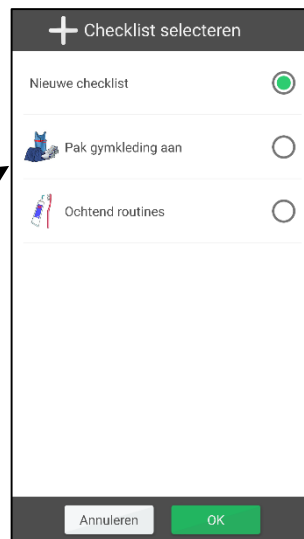 Checklist selecteren
Nieuwe checklist
Pak gymkleding aan
Ochtend routines
Annuleren
OK